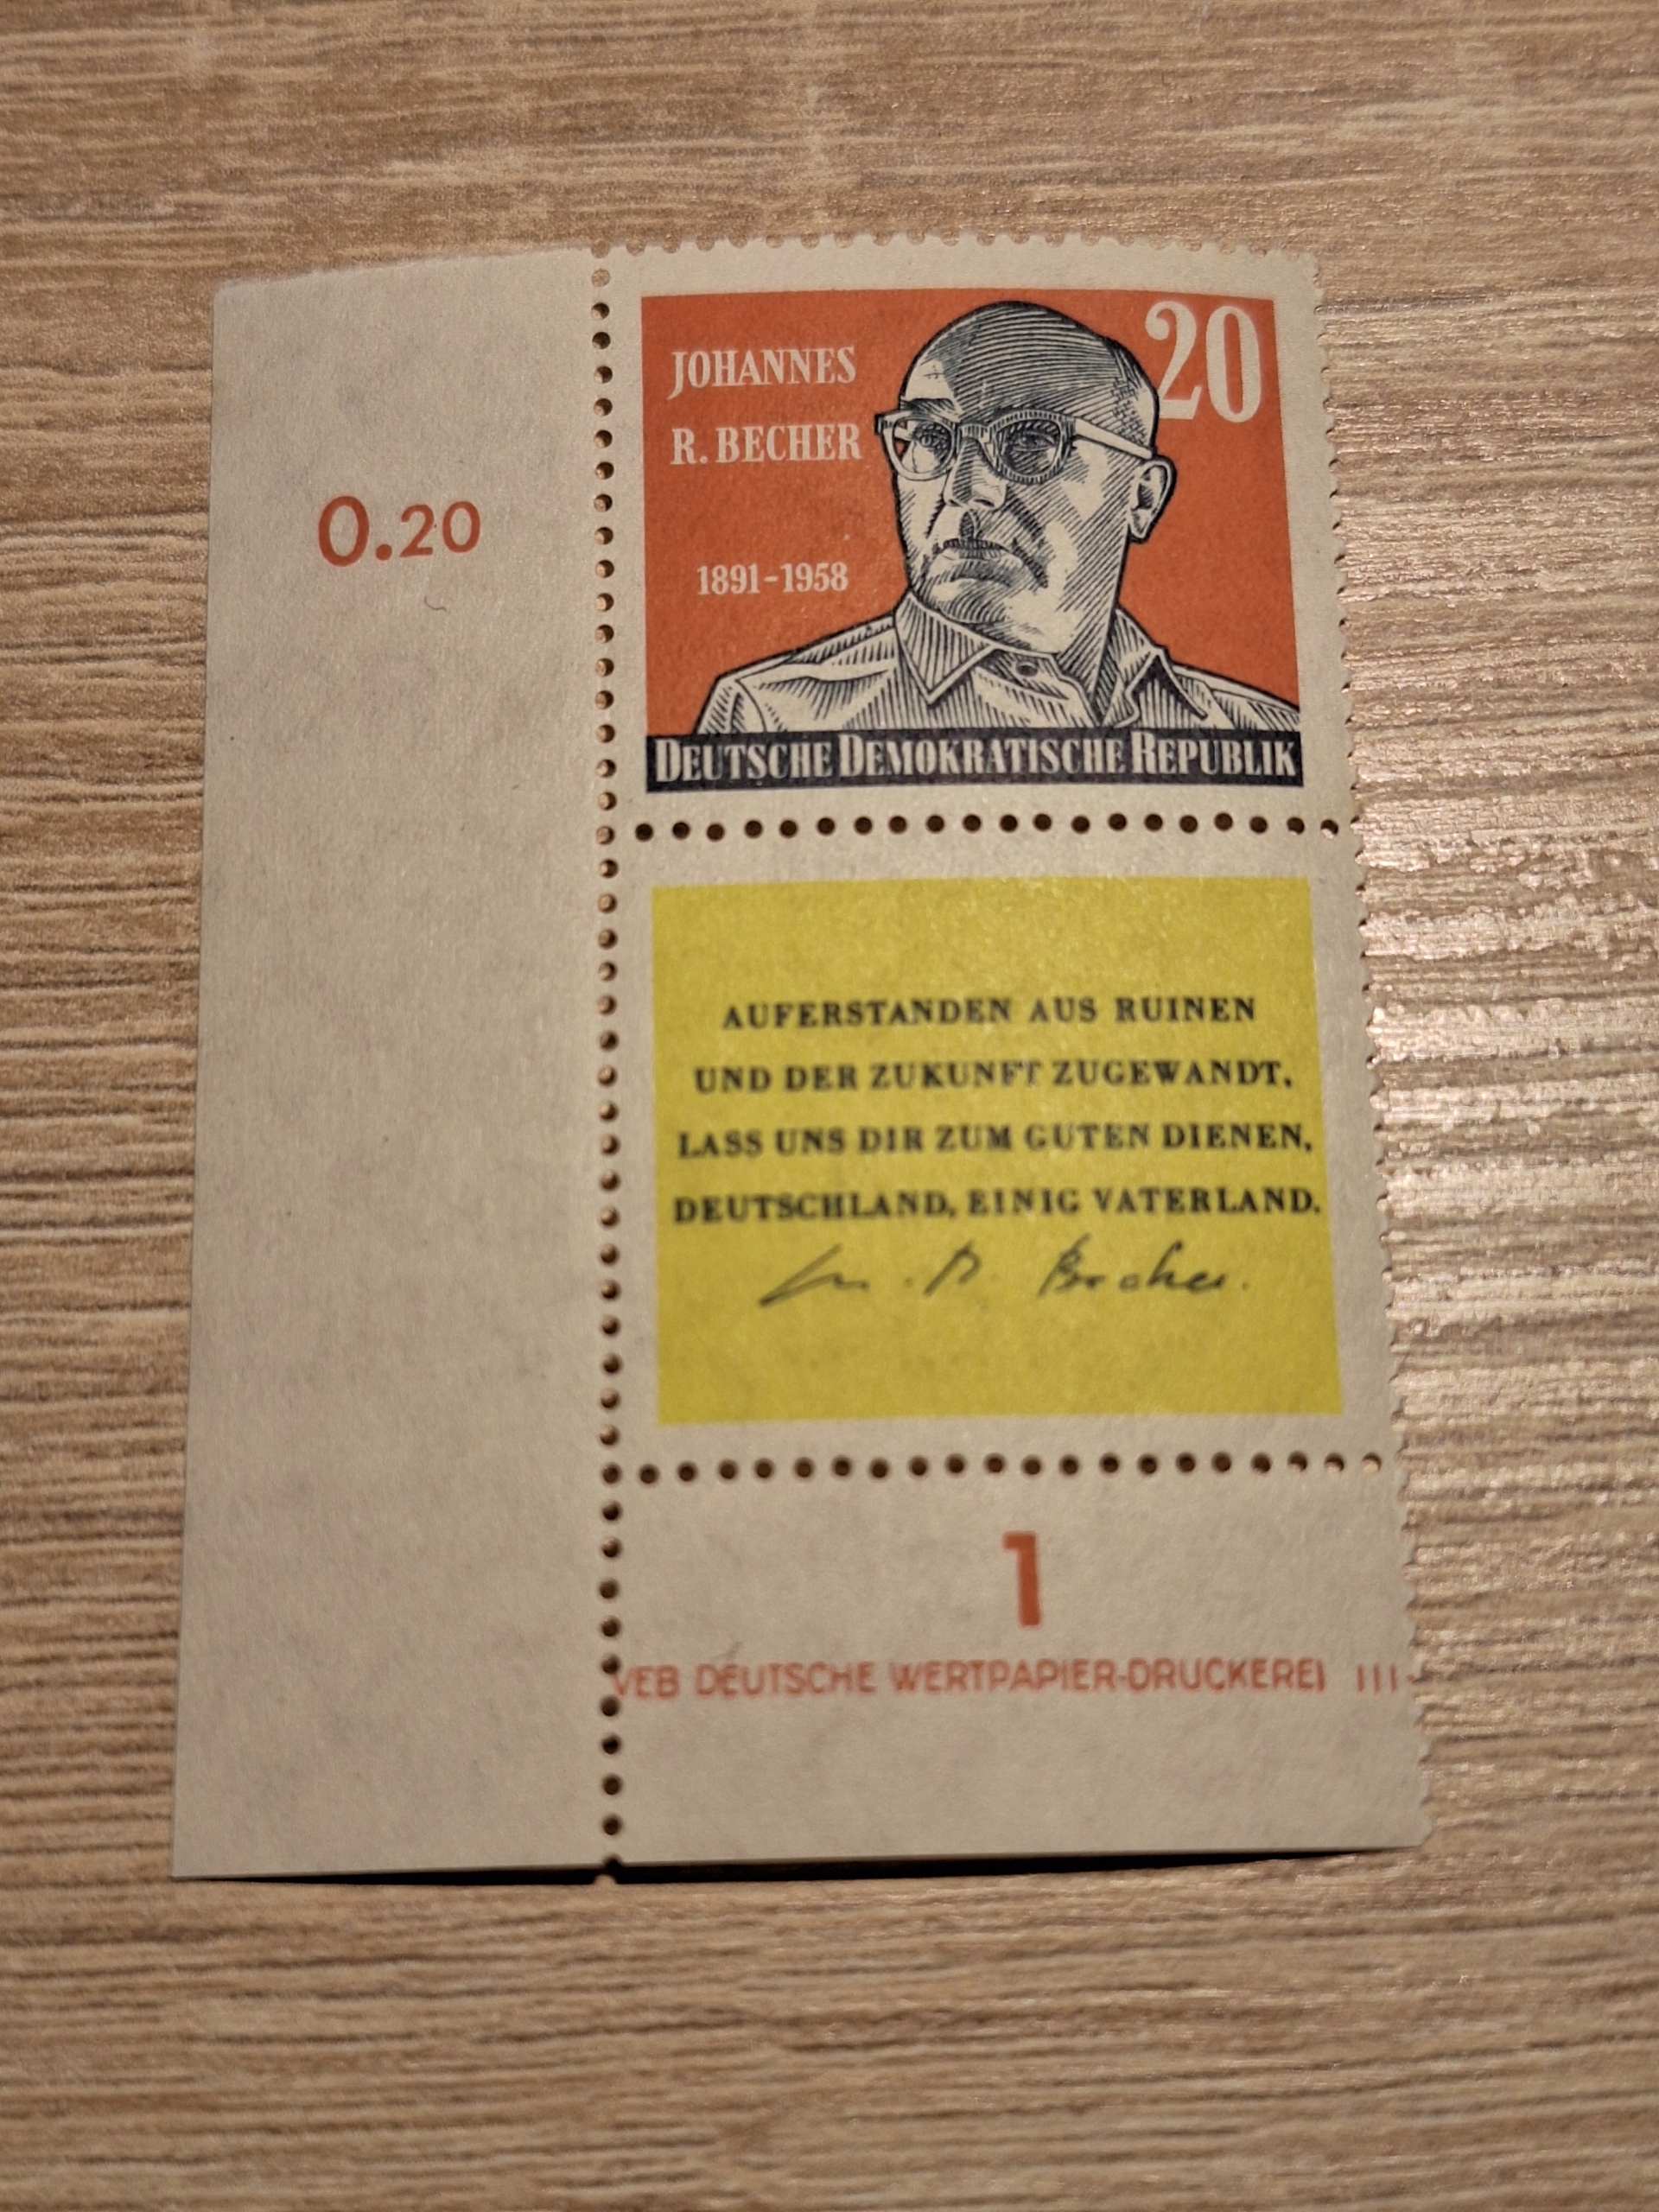 0.20
JOHANNES
R. BECHER
20
1891-1958
DEUTSCHE DEMOKRATISCHE REPUBLIK
AUFERSTANDEN AUS RUINEN
UND DER ZUKUNFT ZUGEWANDT,
LASS UNS DIR ZUM GUTEN DIENEN,
DEUTSCHLAND, EINIG VATERLAND.
R. Becher.
1
VEB DEUTSCHE WERTPAPIER-DRUCKEREI III-